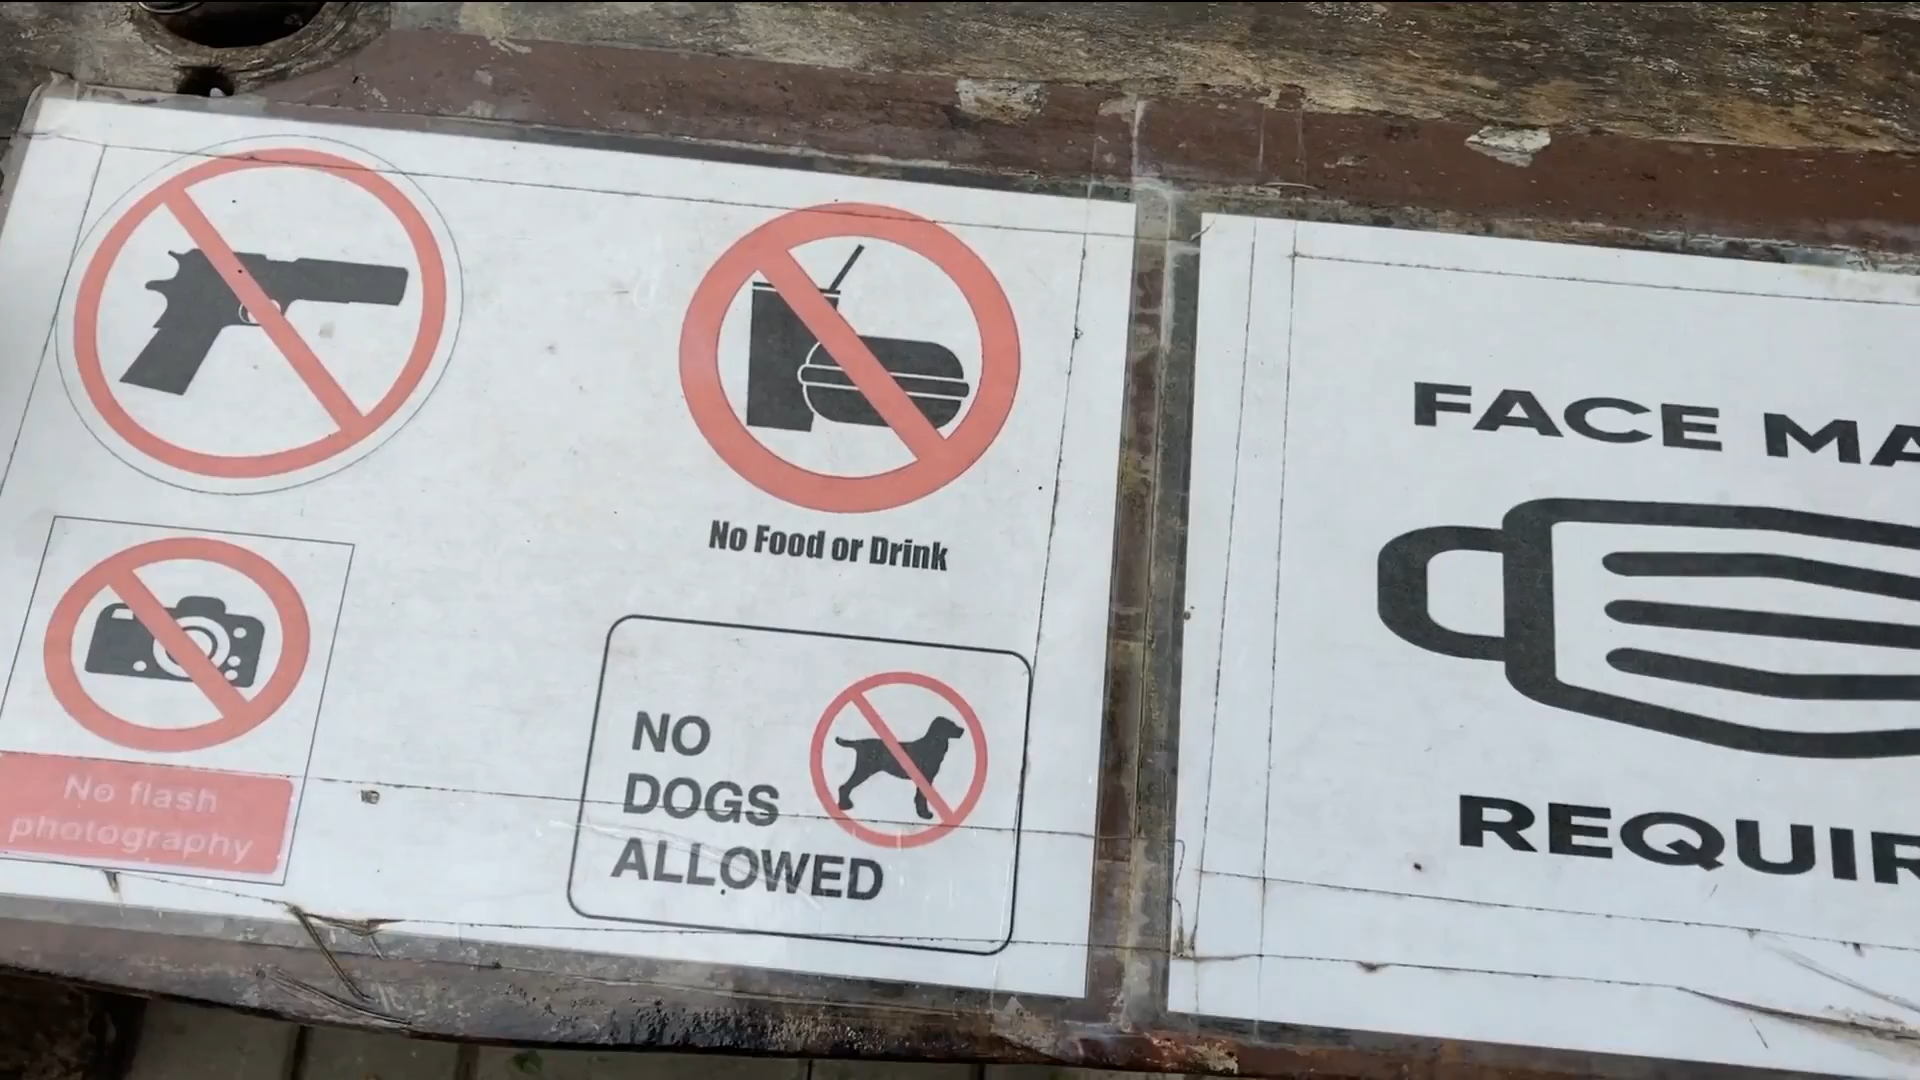 No Food or Drink
No flash
photography
NO
DOGS
ALLOWED
FACE MA
REQUIR